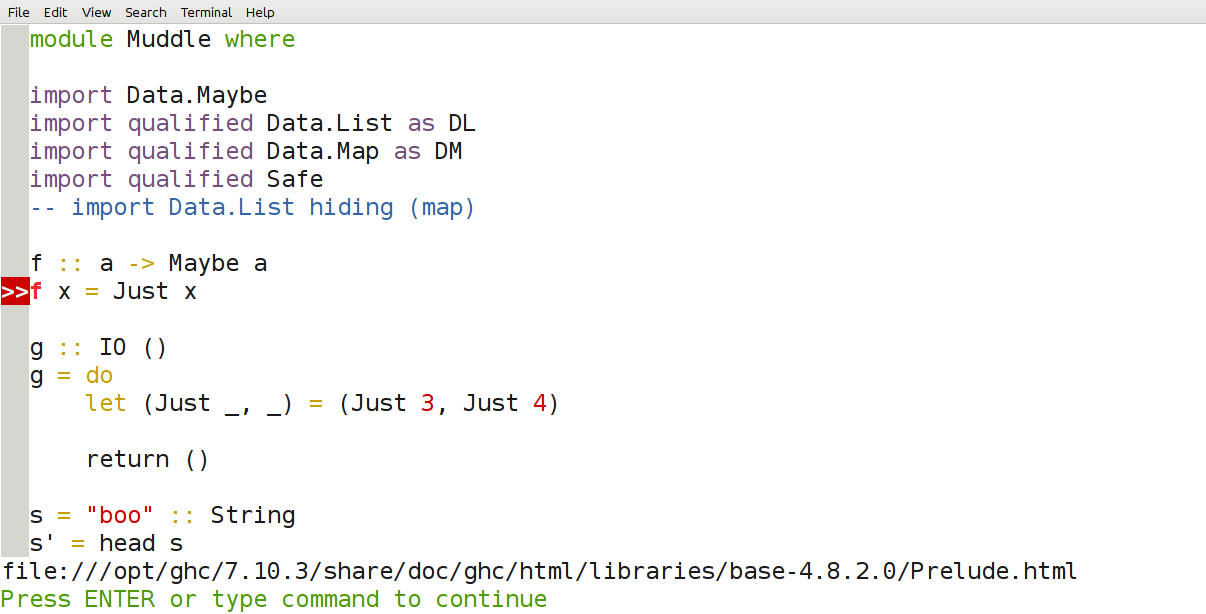 File Edit View Search Terminal Help
module Muddle where
import Data.Maybe
import qualified Data.List as DL
import qualified Data.Map as DM
import qualified Safe
-- import Data.List hiding (map)
f :: a -> Maybe a
>>f x = Just x
g :: IO ()
g = do
    let (Just _, _) = (Just 3, Just 4)
    return ()
s = "boo" :: String
s' = head s
file:///opt/ghc/7.10.3/share/doc/ghc/html/libraries/base-4.8.2.0/Prelude.html
Press ENTER or type command to continue